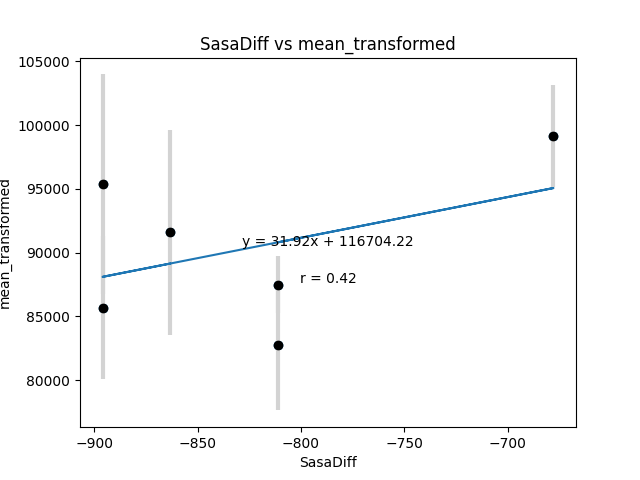 SasaDiff vs mean_transformed
105000
100000
95000
90000
85000
80000
mean_transformed
y = 31.92x + 116704.22
r = 0.42
−900
−850
−800
−750
−700
SasaDiff